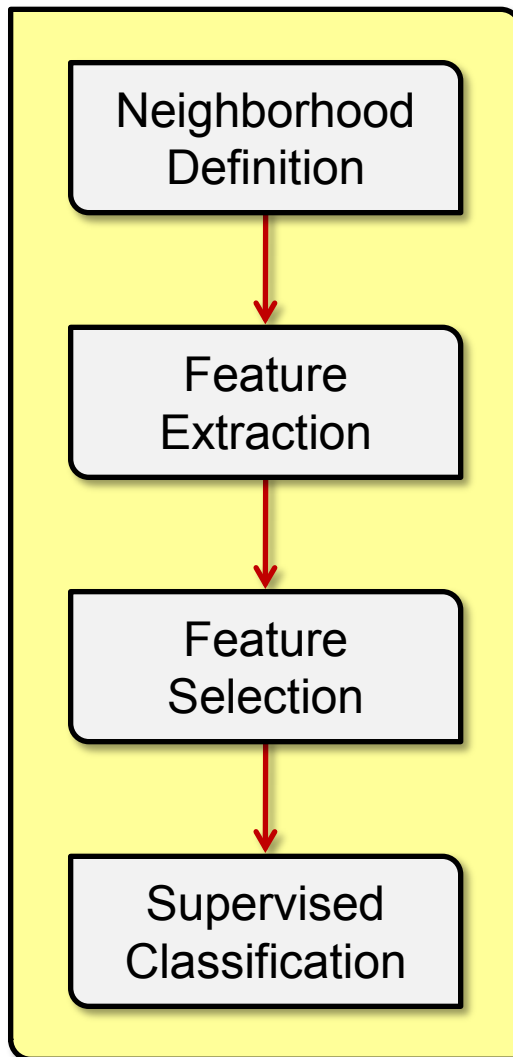 Neighborhood
Definition
Feature
Extraction
Feature
Selection
Supervised
Classification